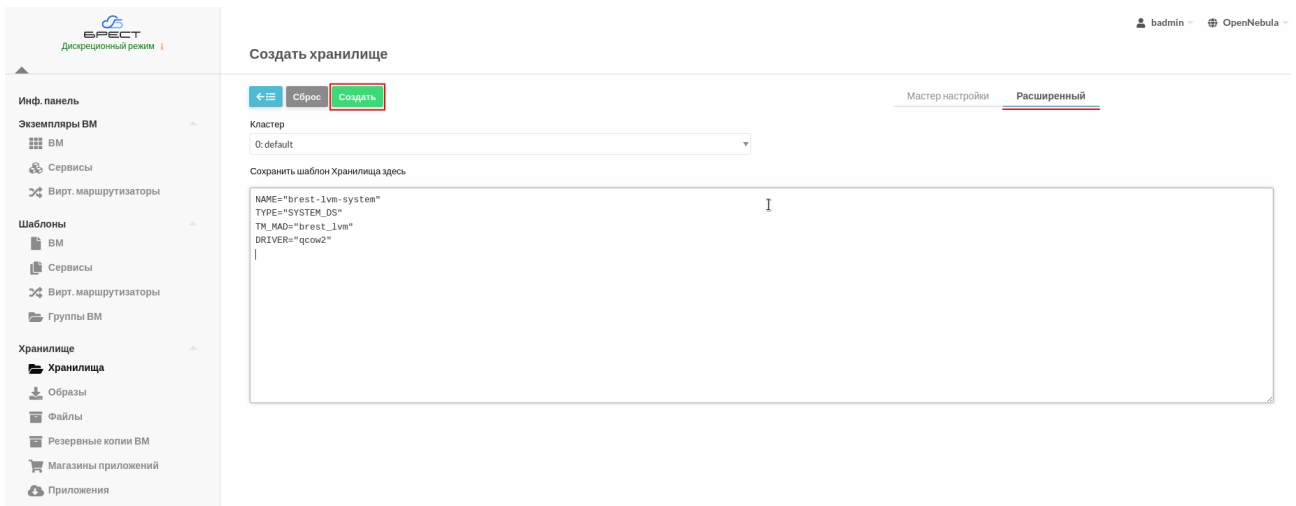 БРЕСТ
Дискреционный режим
badmin
OpenNebula
Создать хранилище
Инф. панель
Экземпляры ВМ
ВМ
Сервисы
Вирт. маршрутизаторы
Шаблоны
ВМ
Сервисы
Вирт. маршрутизаторы
Группы ВМ
Хранилище
Хранилища
Образы
Файлы
Резервные копии ВМ
Магазины приложений
Приложения
Сброс
Создать
Мастер настройки
Расширенный
Кластер
0: default
Сохранить шаблон Хранилища здесь
NAME="brest-lvm-system"
TYPE="SYSTEM_DS"
TM_MAD="brest_lvm"
DRIVER="qcow2"